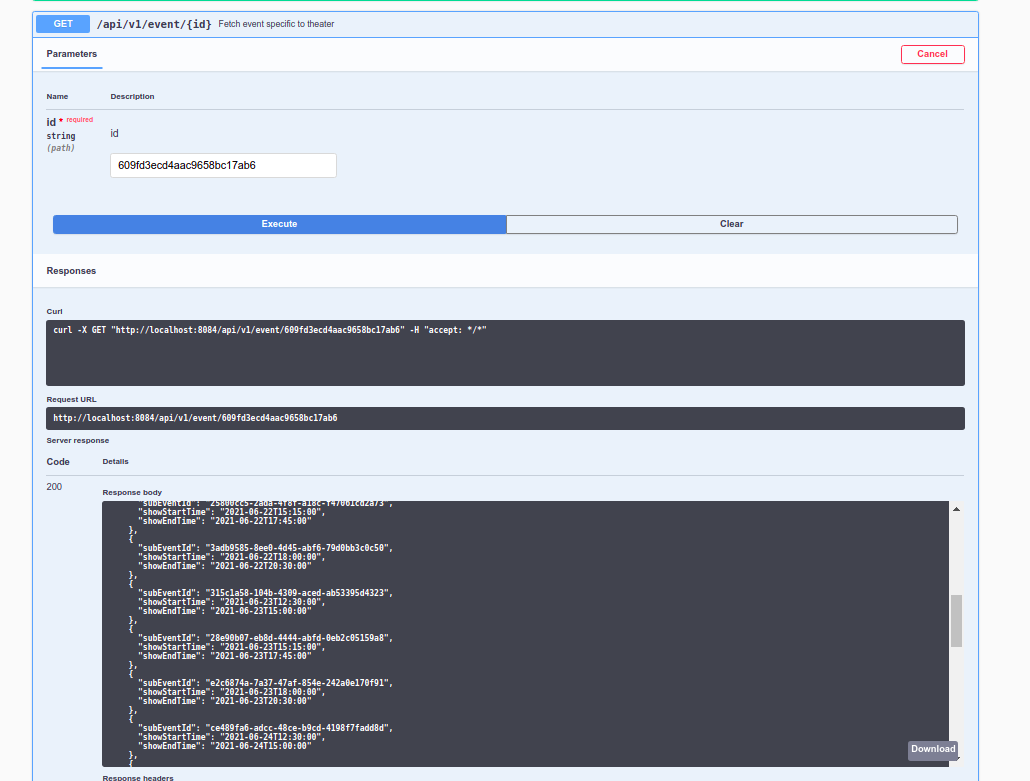 GET /api/v1/event/{id} Fetch event specific to theater
Parameters
Cancel
Name Description
id * required
string
(path)
id
609fd3ecd4aac9658bc17ab6
Execute
Clear
Responses
Curl
curl -X GET "http://localhost:8084/api/v1/event/609fd3ecd4aac9658bc17ab6" -H "accept: */*"
Request URL
http://localhost:8084/api/v1/event/609fd3ecd4aac9658bc17ab6
Server response
Code Details
200
Response body
"subEventId":
"showStartTime": "2021-06-22T15:15:00",
"showEndTime": "2021-06-22T17:45:00"
},
{
"subEventId": "3adb9585-8ee0-4d45-abf6-79d0bb3c0c50",
"showStartTime": "2021-06-22T18:00:00",
"showEndTime": "2021-06-22T20:30:00"
},
{
"subEventId": "315c1a58-104b-4309-aced-ab53395d4323",
"showStartTime": "2021-06-23T12:30:00",
"showEndTime": "2021-06-23T15:00:00"
},
{
"subEventId": "28e90b07-eb8d-4444-abfd-0eb2c05159a8",
"showStartTime": "2021-06-23T15:15:00",
"showEndTime": "2021-06-23T17:45:00"
},
{
"subEventId": "e2c6874a-7a37-47af-854e-242a0e170f91",
"showStartTime": "2021-06-23T18:00:00",
"showEndTime": "2021-06-23T20:30:00"
},
{
"subEventId": "ce489fa6-adcc-48ce-b9cd-4198f7fadd8d",
"showStartTime": "2021-06-24T12:30:00",
"showEndTime": "2021-06-24T15:00:00"
},
{
Download
Response headers